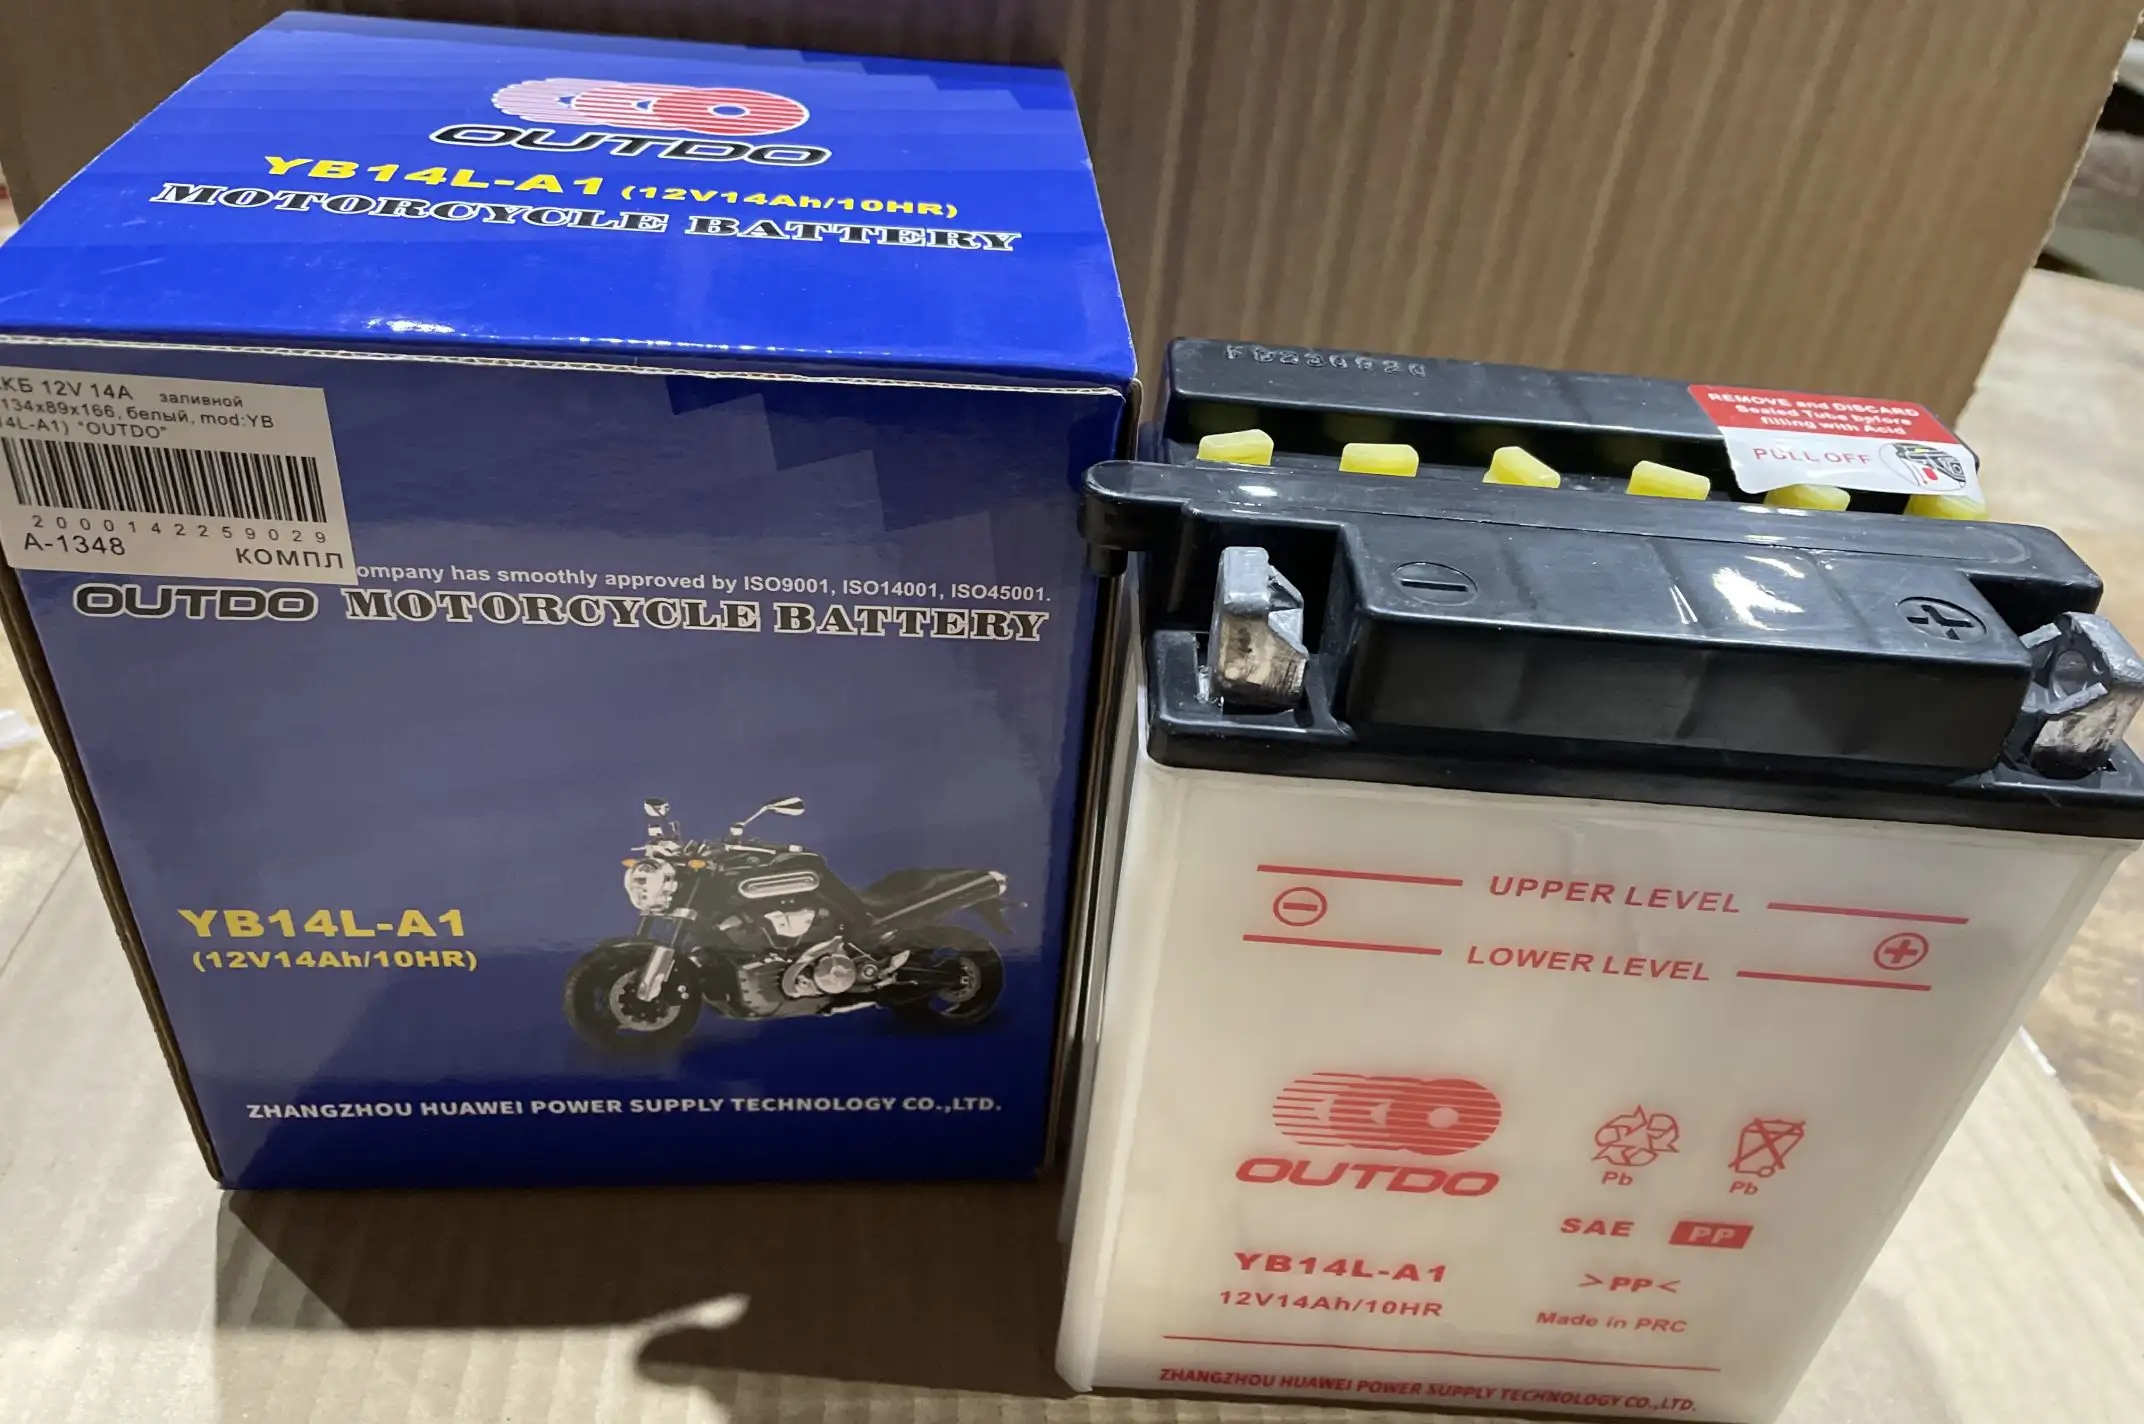 OUTDO
YB14L-A1 (12V14Ah/10HR)
MOTORCYCLE BATTERY
КБ 12V 14А заливной
134x89x166, белый, mod:YB
14L-A1) "OUTDO"
2000142259029
A-1348 КОМПЛ
ompany has smoothly approved by ISO9001, ISO14001, ISO45001.
OUTDO MOTORCYCLE BATTERY
YB14L-A1
(12V14Ah/10HR)
ZHANGZHOU HUAWEI POWER SUPPLY TECHNOLOGY CO.,LTD.
REMOVE and DISCARD
Sealed Tube before
filling with Acid
PULL OFF
UPPER LEVEL
LOWER LEVEL
OUTDO
Pb
Pb
SAE PP
>PP<
YB14L-A1
12V14Ah/10HR
Made in PRC
ZHANGZHOU HUAWEI POWER SUPPLY TECHNOLOGY CO.,LTD.